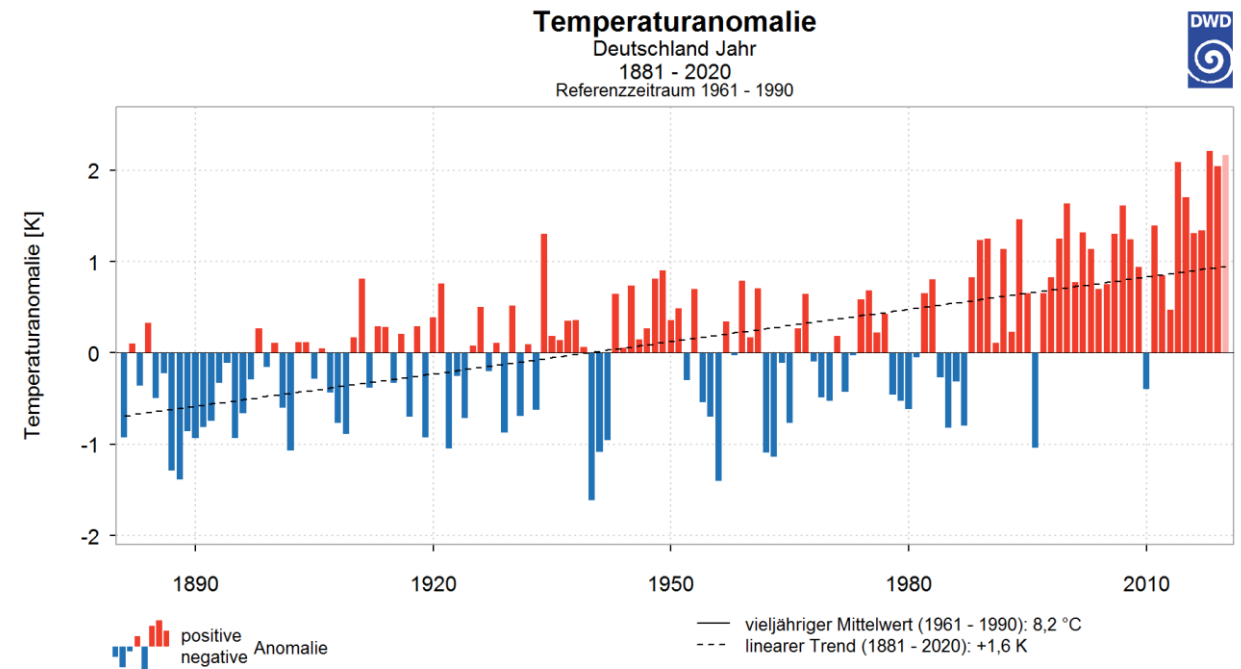 Temperaturanomalie
Deutschland Jahr
1881 - 2020
Referenzzeitraum 1961 - 1990
DWD
Temperaturanomalie [K]
2
1
0
-1
-2
1890 1920 1950 1980 2010
positive
negative
Anomalie
vieljähriger Mittelwert (1961 - 1990): 8,2 °C
linearer Trend (1881 - 2020): +1,6 K